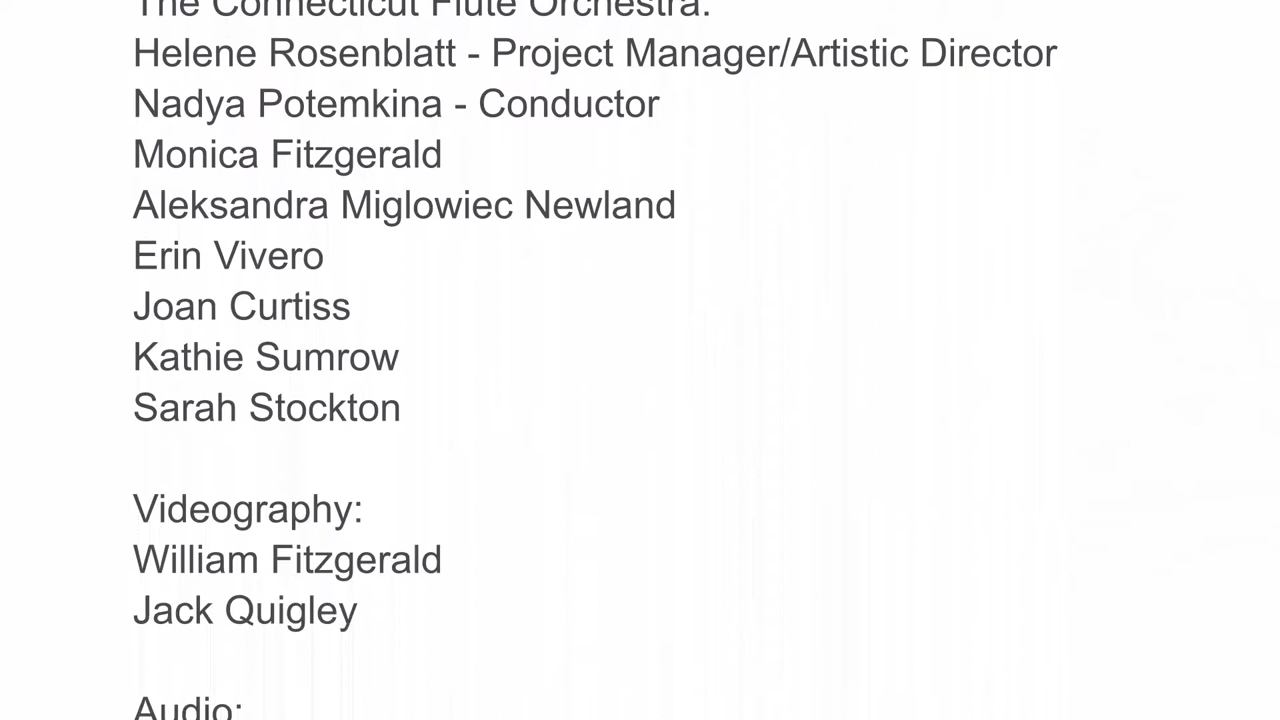 The Connecticut Flute Orchestra:
Helene Rosenblatt - Project Manager/Artistic Director
Nadya Potemkina - Conductor
Monica Fitzgerald
Aleksandra Miglowiec Newland
Erin Vivero
Joan Curtiss
Kathie Sumrow
Sarah Stockton
Videography:
William Fitzgerald
Jack Quigley
Audio: